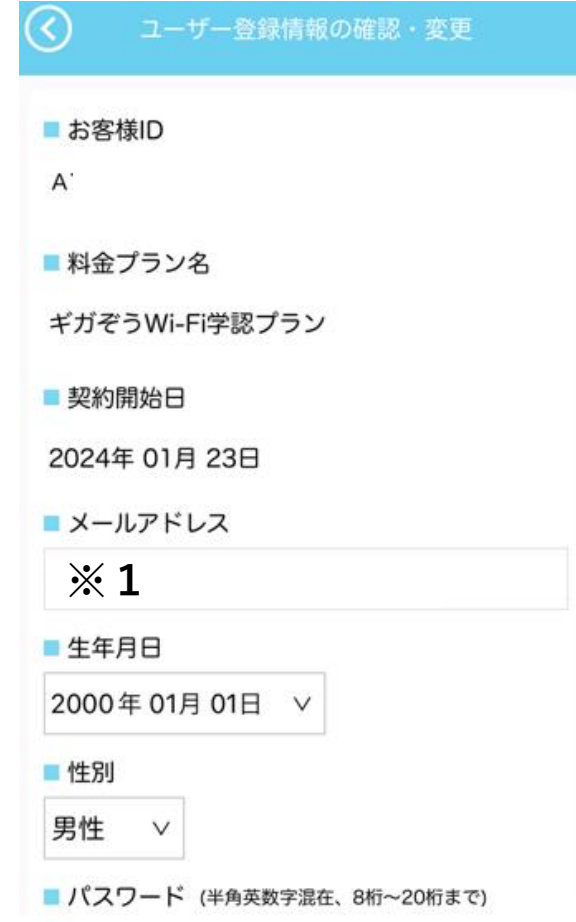 ユーザー登録情報の確認・変更
お客様ID
A
料金プラン名
ギガぞうWi-Fi学認プラン
契約開始日
2024年 01月 23日
メールアドレス
※1
生年月日
2000年 01月 01日
性別
男性
パスワード (半角英数字混在、8桁～20桁まで)